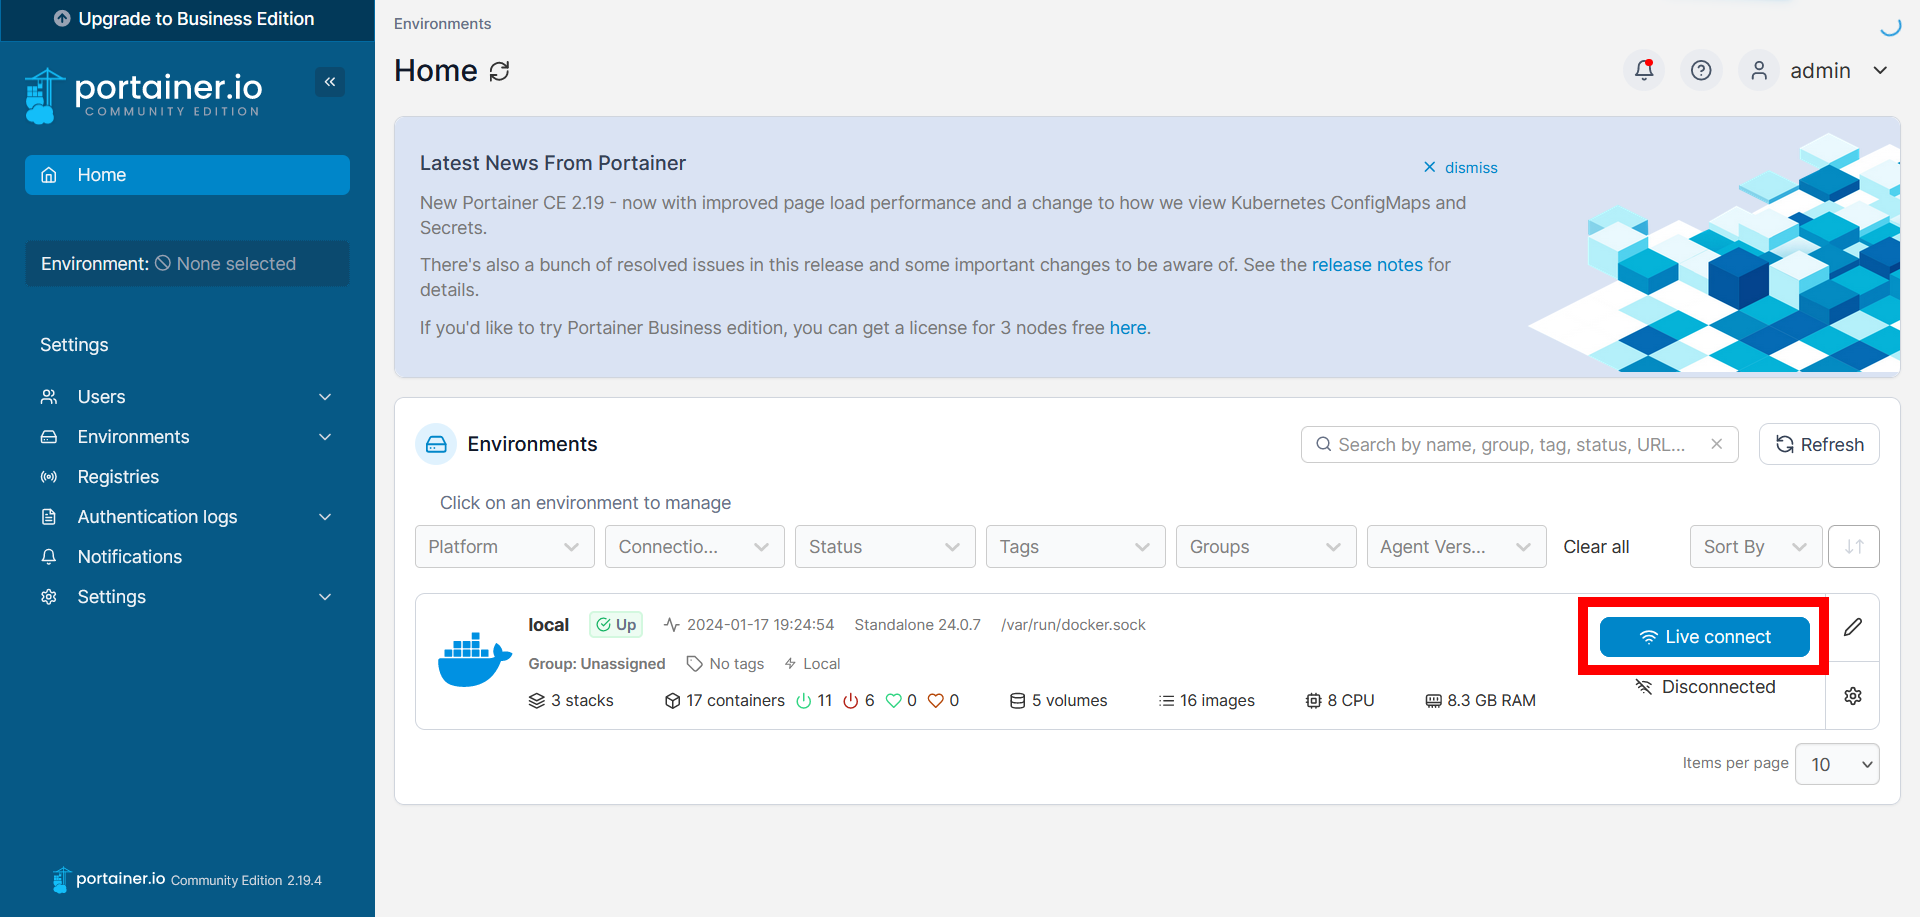 Upgrade to Business Edition
portainer.io
COMMUNITY EDITION
Home
Environment: None selected
Settings
Users
Environments
Registries
Authentication logs
Notifications
Settings
portainer.io Community Edition 2.19.4
Environments
Home
admin
Latest News From Portainer
dismiss
New Portainer CE 2.19 - now with improved page load performance and a change to how we view Kubernetes ConfigMaps and
Secrets.
There's also a bunch of resolved issues in this release and some important changes to be aware of. See the release notes for
details.
If you'd like to try Portainer Business edition, you can get a license for 3 nodes free here.
Environments
Search by name, group, tag, status, URL...
Refresh
Click on an environment to manage
Platform Connectio... Status Tags Groups Agent Vers... Clear all Sort By
local Up 2024-01-17 19:24:54 Standalone 24.0.7 /var/run/docker.sock
Live connect
Group: Unassigned No tags Local
Disconnected
3 stacks 17 containers 11 6 0 0 5 volumes 16 images 8 CPU 8.3 GB RAM
Items per page 10